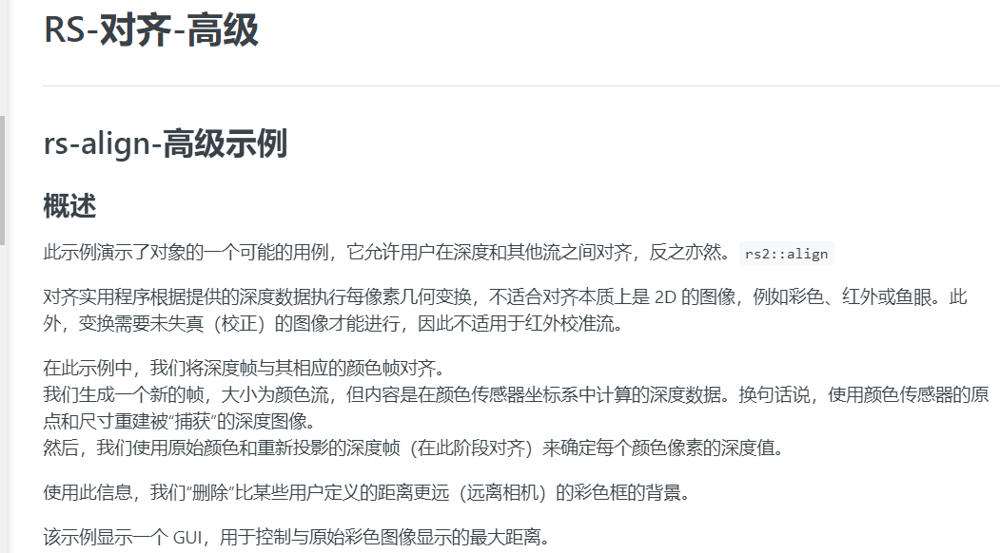 RS-对齐-高级
rs-align-高级示例
概述
此示例演示了对象的一个可能的用例，它允许用户在深度和其他流之间对齐，反之亦然。 rs2::align
对齐实用程序根据提供的深度数据执行每像素几何变换，不适合对齐本质上是 2D 的图像，例如彩色、红外或鱼眼。此
外，变换需要未失真（校正）的图像才能进行，因此不适用于红外校准流。
在此示例中，我们将深度帧与其相应的颜色帧对齐。
我们生成一个新的帧，大小为颜色流，但内容是在颜色传感器坐标系中计算的深度数据。换句话说，使用颜色传感器的原
点和尺寸重建被“捕获”的深度图像。
然后，我们使用原始颜色和重新投影的深度帧（在此阶段对齐）来确定每个颜色像素的深度值。
使用此信息，我们“删除”比某些用户定义的距离更远（远离相机）的彩色框的背景。
该示例显示一个 GUI，用于控制与原始彩色图像显示的最大距离。